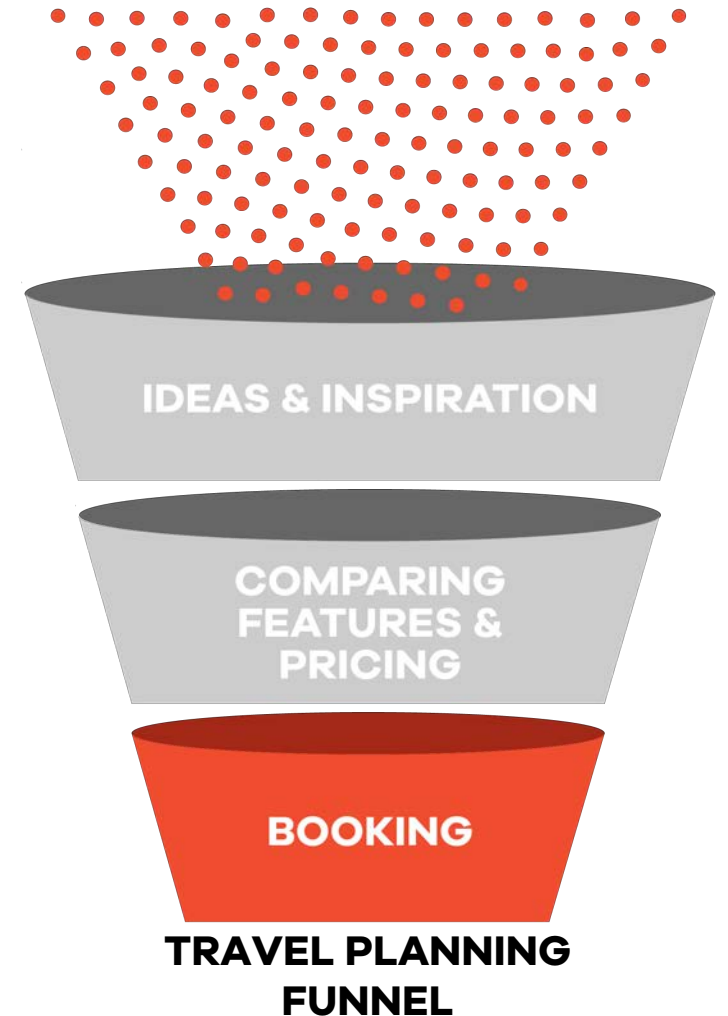 IDEAS & INSPIRATION
COMPARING
FEATURES &
PRICING
BOOKING
TRAVEL PLANNING
FUNNEL